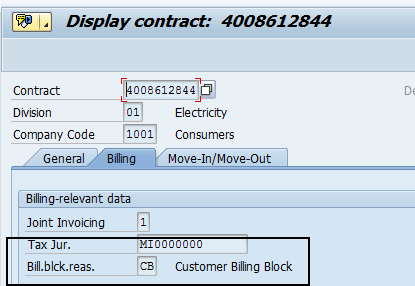 Display contract: 4008612844
Contract 4008612844
Division 01 Electricity
Company Code 1001 Consumers
General Billing Move-In/Move-Out
Billing-relevant data
Joint Invoicing 1
Tax Jur. MI0000000
Bill.blck.reas. CB Customer Billing Block